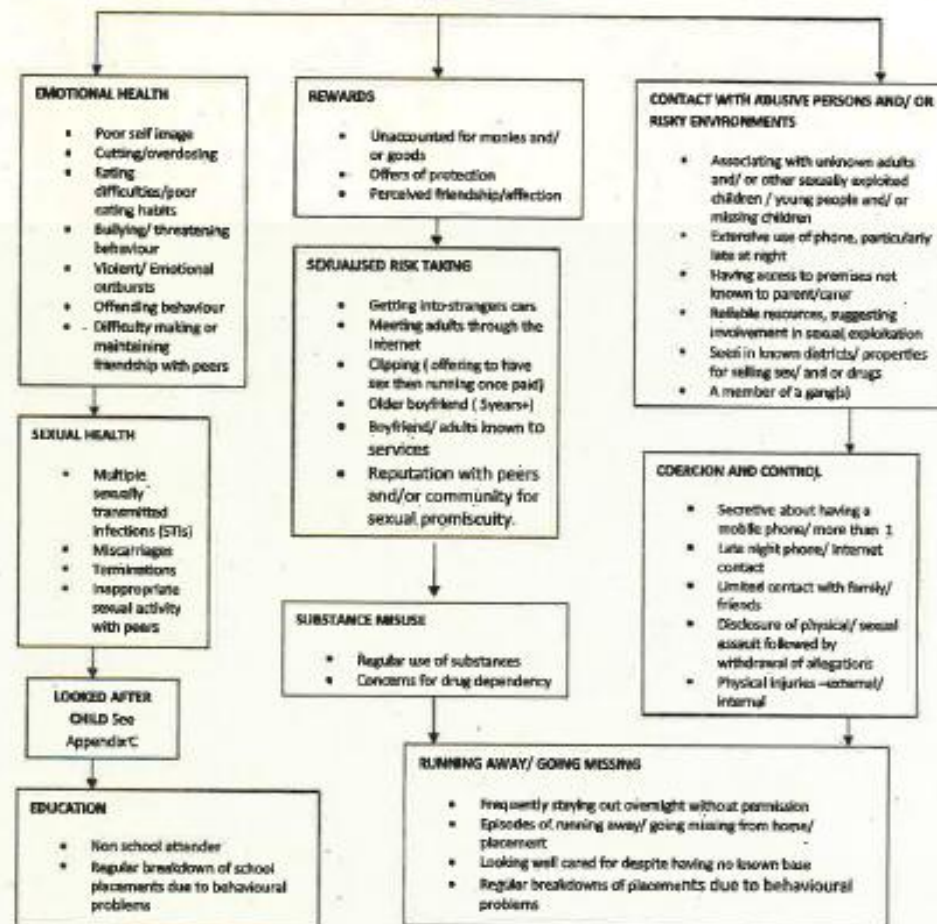 EMOTIONAL HEALTH
Poor self image
Cutting/overdosing
Eating
difficulties/poor
eating habits
Bullying/ threatening
behaviour
Violent/ Emotional
outbursts
Offending behaviour
Difficulty making or
maintaining
friendship with peers
SEXUAL HEALTH
Multiple
sexually
transmitted
infections (STIs)
Miscarriages
Terminations
Inappropriate
sexual activity
with peers
LOOKED AFTER
CHILD See
Appendix C
EDUCATION
Non school attender
Regular breakdown of school
placements due to behavioural
problems
REWARDS
Unaccounted for monies and/
or goods
Offers of protection
Perceived friendship/affection
SEXUALISED RISK TAKING
Getting into-strangers cars
Meeting adults through the
internet
Clipping ( offering to have
sex then running once paid)
Older boyfriend ( 5years+)
Boyfriend/ adults known to
services
Reputation with peers
and/or community for
sexual promiscuity.
SUBSTANCE MISUSE
Regular use of substances
Concerns for drug dependency
CONTACT WITH ABUSIVE PERSONS AND/ OR
RISKY ENVIRONMENTS
Associating with unknown adults
and/ or other sexually exploited
children / young people and/ or
missing children
Extensive use of phone, particularly
late at night
Having access to premises not
known to parent/carer
Reliable resources, suggesting
involvement in sexual exploitation
Seen in known districts/ properties
for selling sex/ and or drugs
A member of a gang(s)
COERCION AND CONTROL
Secretive about having a
mobile phone/ more than 1
Late night phone/ internet
contact
Limited contact with family/
friends
Disclosure of physical/ sexual
assault followed by
withdrawal of allegations
Physical injuries –external/
internal
RUNNING AWAY/ GOING MISSING
Frequently staying out overnight without permission
Episodes of running away/ going missing from home/
placement
Looking well cared for despite having no known base
Regular breakdowns of placements due to behavioural
problems